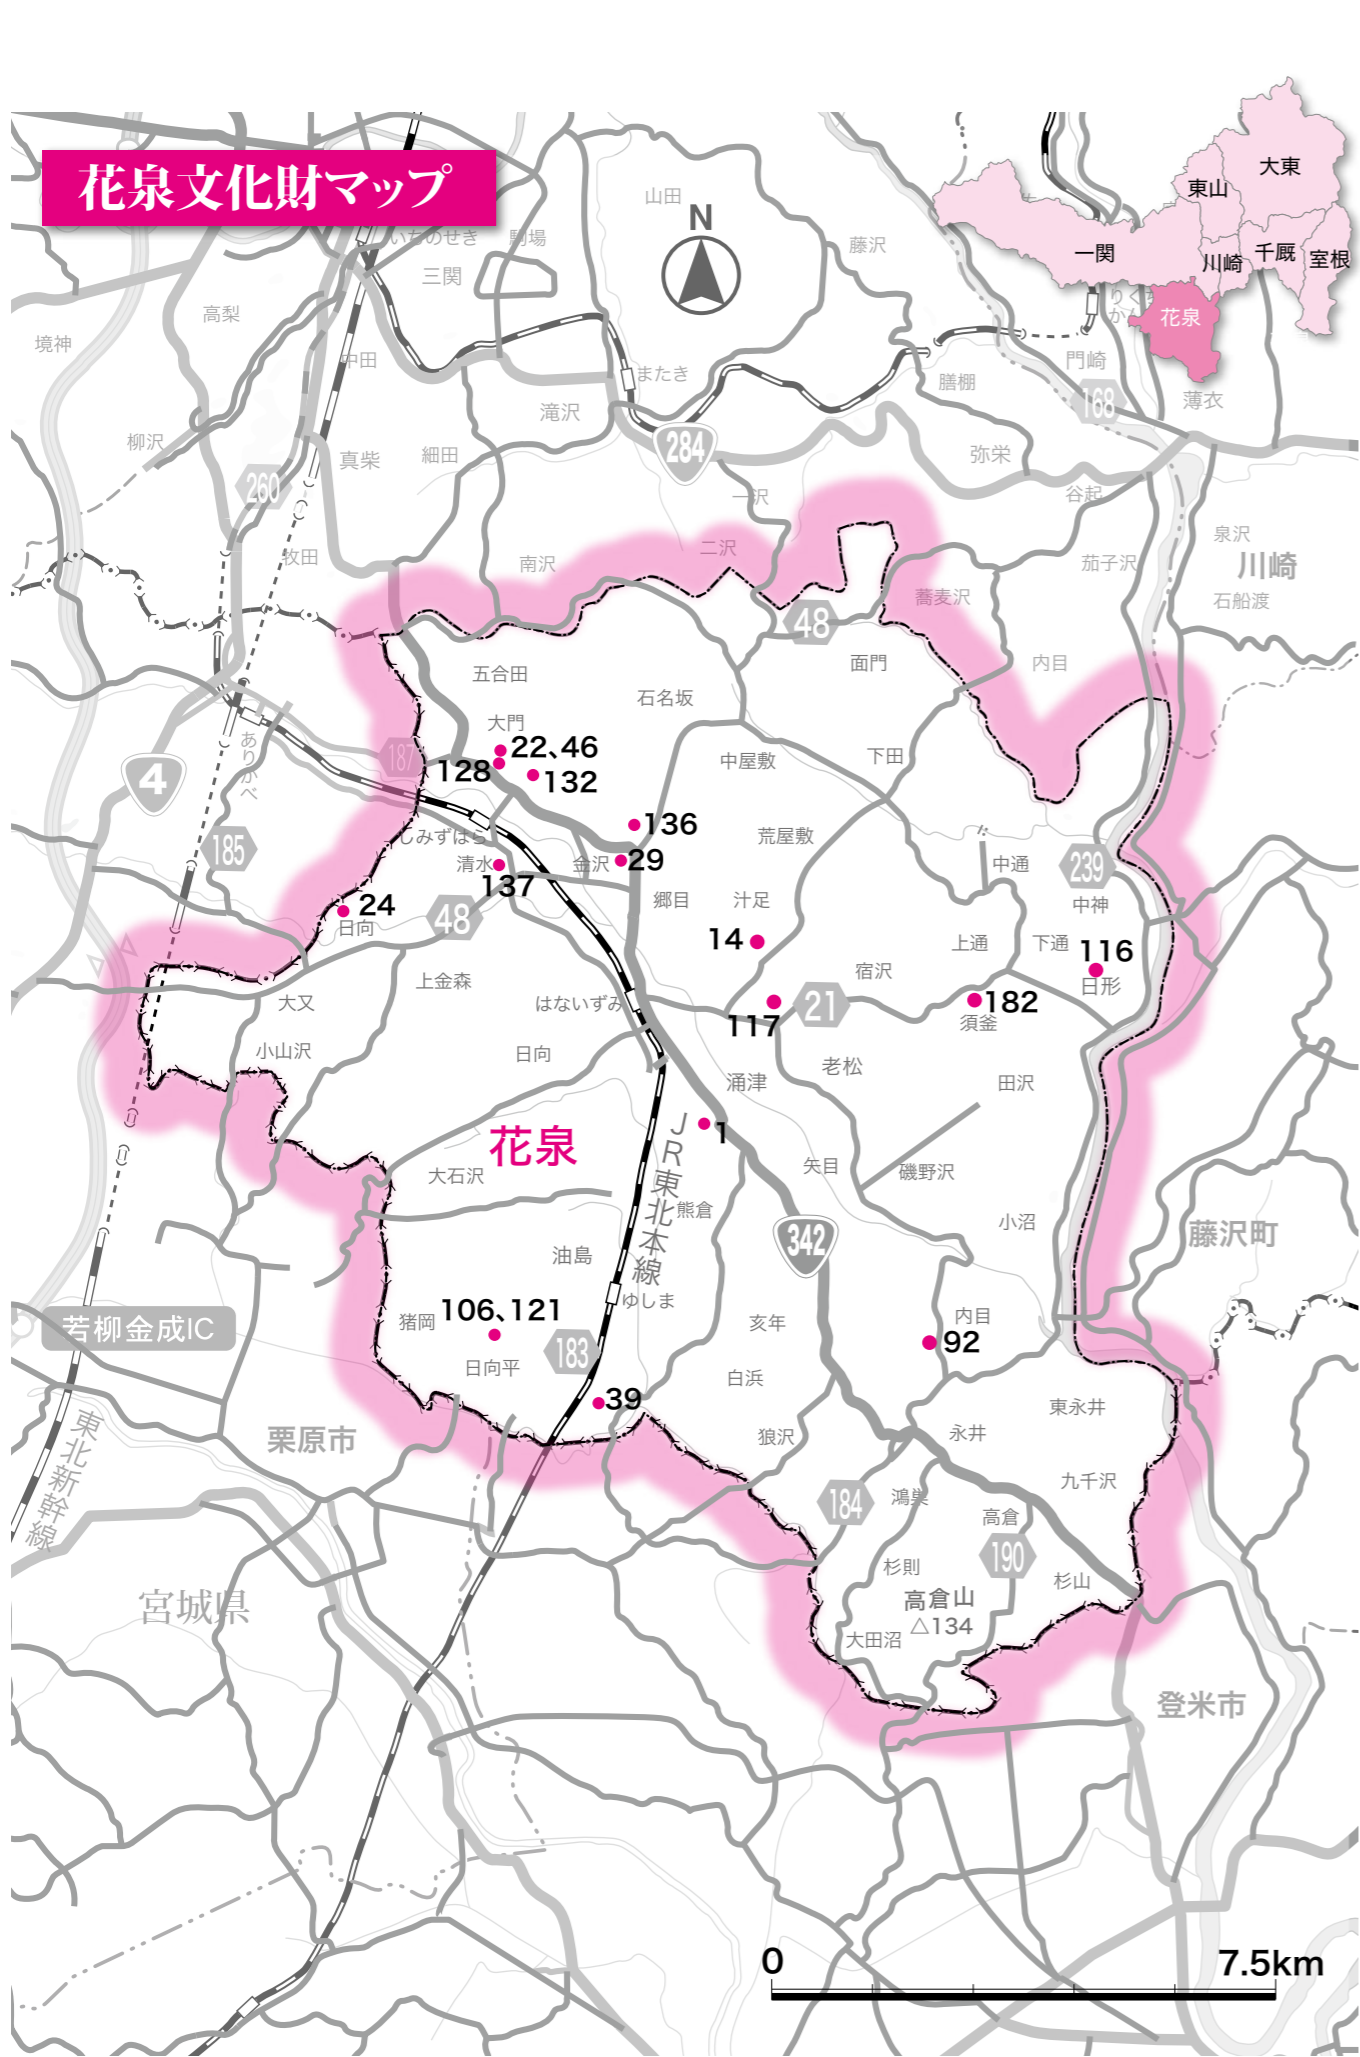 花泉文化財マップ
山田
N
大東
東山
一関
川崎
千厩
室根
花泉
いちのせき
駒場
三関
藤沢
高梨
境神
中田
またき
門崎
膳棚
168
薄衣
滝沢
柳沢
真柴
細田
284
弥栄
260
一沢
谷起
泉沢
川崎
石船渡
牧田
南沢
二沢
茄子沢
蕎麦沢
48
面門
内目
五合田
石名坂
大門
22、46
128
132
187
中屋敷
下田
ありかべ
4
136
しみずはら
荒屋敷
185
清水
金沢
29
中通
239
137
24
日向
48
郷目
汁足
中神
14
上通
下通
116
日形
宿沢
上金森
大又
はないずみ
117
21
182
須釜
小山沢
日向
涌津
老松
田沢
1
JR東北本線
花泉
大石沢
矢目
磯野沢
熊倉
小沼
342
藤沢町
油島
ゆしま
106、121
猪岡
日向平
183
亥年
内目
92
若柳金成IC
白浜
39
東永井
東北新幹線
栗原市
狼沢
永井
九千沢
184
鴻巣
高倉
190
杉則
杉山
高倉山
△134
大田沼
宮城県
登米市
0
7.5km